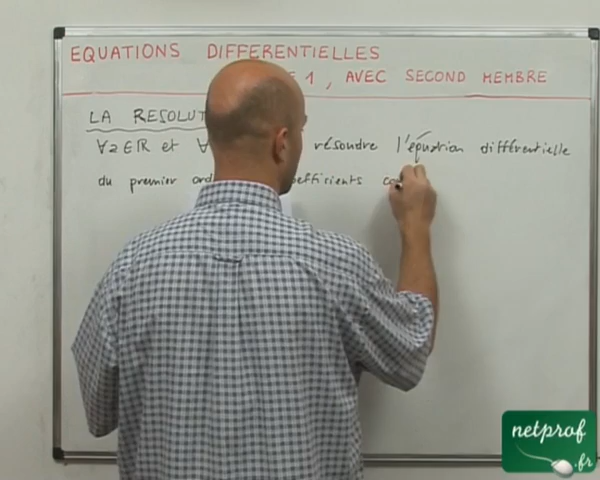 EQUATIONS DIFFERENTIELLES
1, AVEC SECOND MEMBRE
LA RESOLUT
∀a∈ℝ et ∀ résoudre l'équation différentielle
du premier ord oefficients co
netprof
.fr